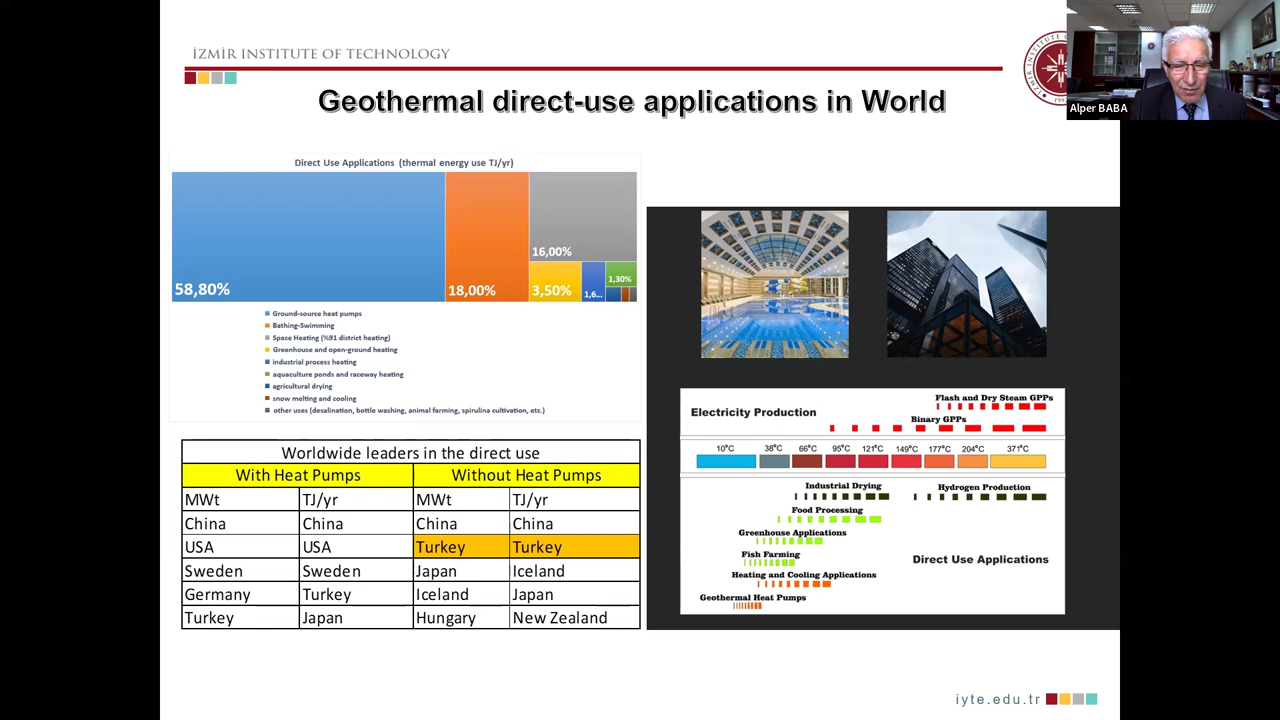 İZMİR INSTITUTE OF TECHNOLOGY
Alper BABA
Geothermal direct-use applications in World
Direct Use Applications (thermal energy use TJ/yr)
58,80%
18,00%
16,00%
3,50%
1,6...
1,30%
Ground-source heat pumps
Bathing-Swimming
Space Heating (%91 district heating)
Greenhouse and open-ground heating
industrial process heating
aquaculture ponds and raceway heating
agricultural drying
snow melting and cooling
other uses (desalination, bottle washing, animal farming, spirulina cultivation, etc.)
Worldwide leaders in the direct use
With Heat Pumps Without Heat Pumps
MWt TJ/yr MWt TJ/yr
China China China China
USA USA Turkey Turkey
Sweden Sweden Japan Iceland
Germany Turkey Iceland Japan
Turkey Japan Hungary New Zealand
Flash and Dry Steam GPPs
Electricity Production
Binary GPPs
10°C 38°C 66°C 95°C 121°C 149°C 177°C 204°C 371°C
Industrial Drying Hydrogen Production
Food Processing
Greenhouse Applications
Fish Farming
Direct Use Applications
Heating and Cooling Applications
Geothermal Heat Pumps
iyte.edu.tr